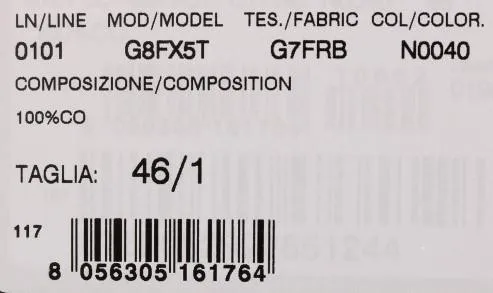 LN/LINE MOD/MODEL TES./FABRIC COL/COLOR.
0101 G8FX5T G7FRB N0040
COMPOSIZIONE/COMPOSITION
100%CO
TAGLIA: 46/1
117
8 056305 161764